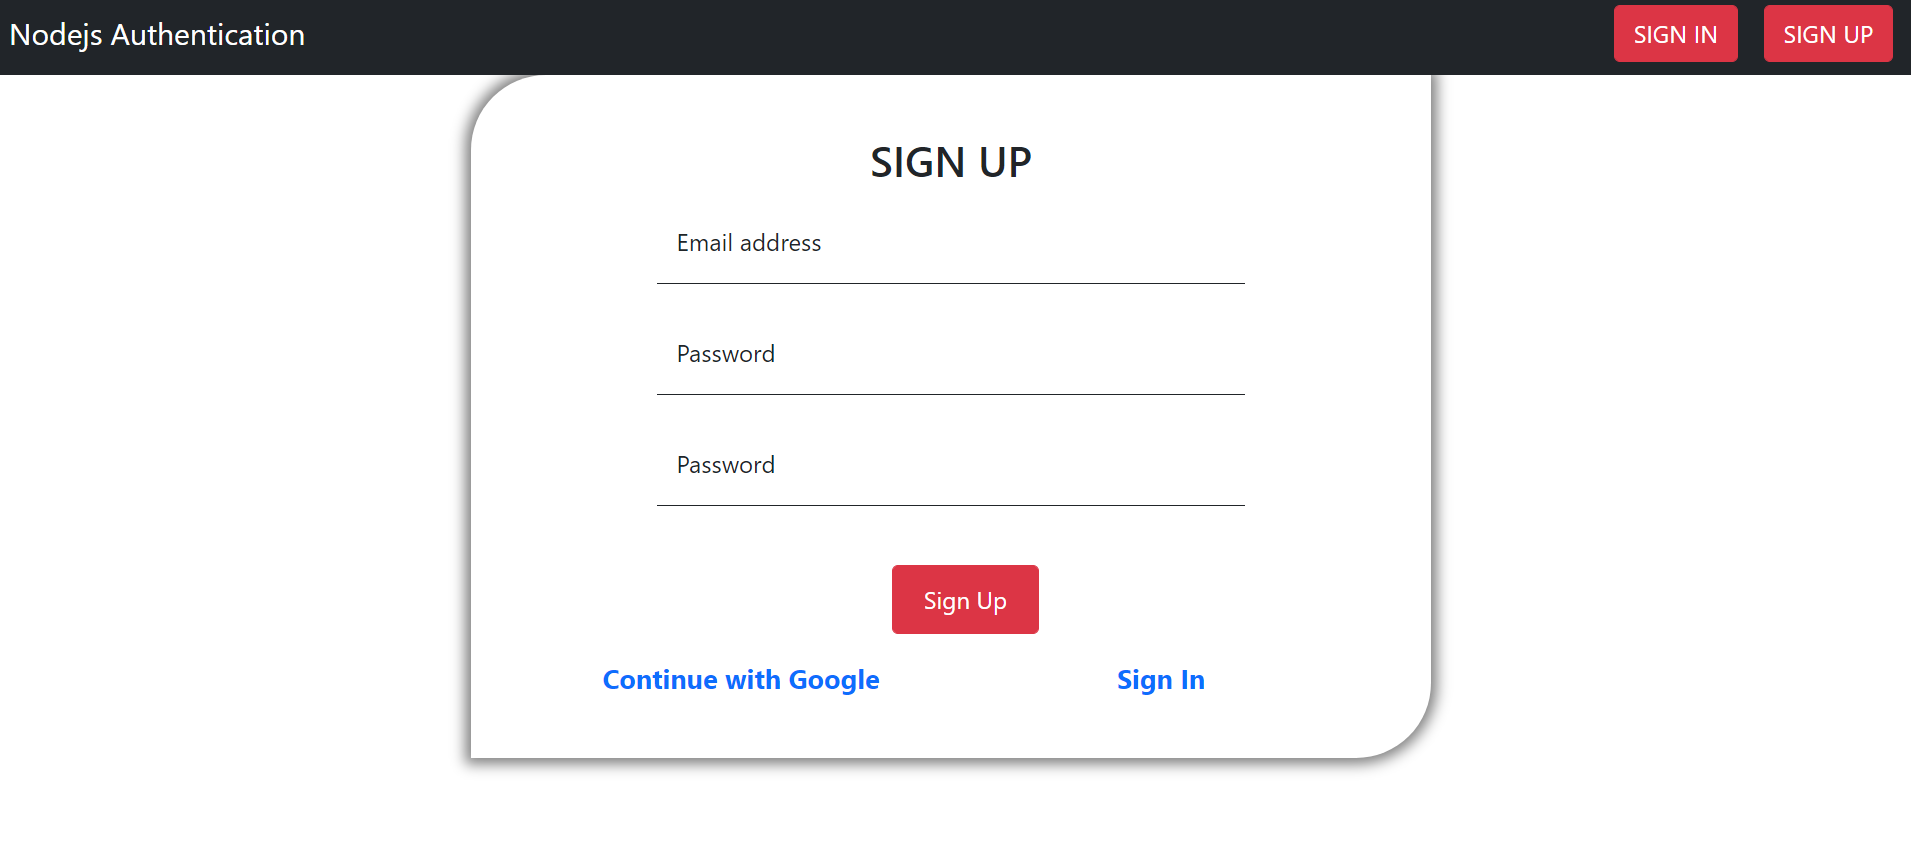 Nodejs Authentication SIGN IN SIGN UP
SIGN UP
Email address
Password
Password
Sign Up
Continue with Google Sign In